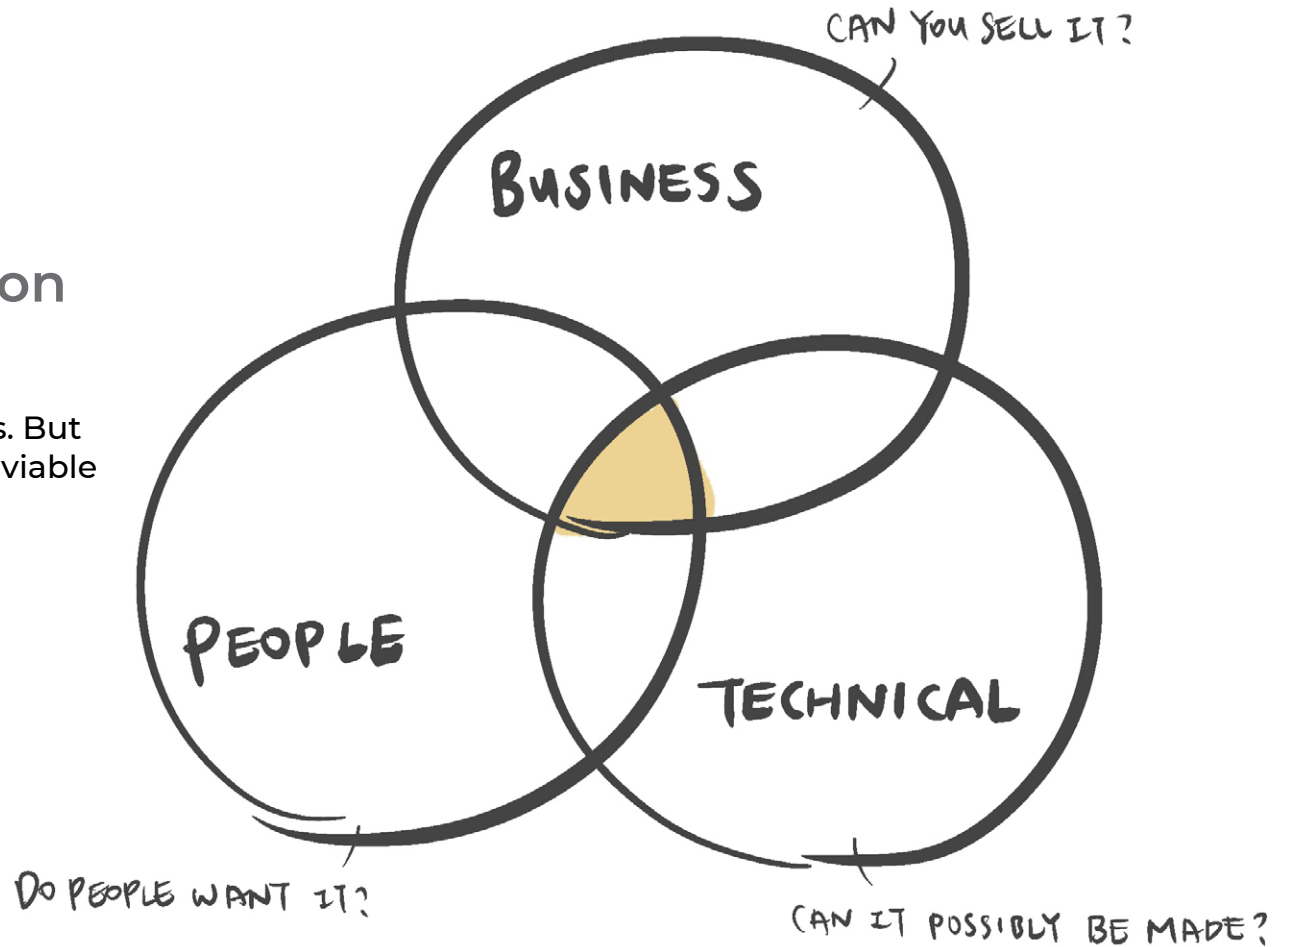 CAN YOU SELL IT?
BUSINESS
on
s. But
viable
PEOPLE
TECHNICAL
DO PEOPLE WANT IT?
CAN IT POSSIBLY BE MADE?